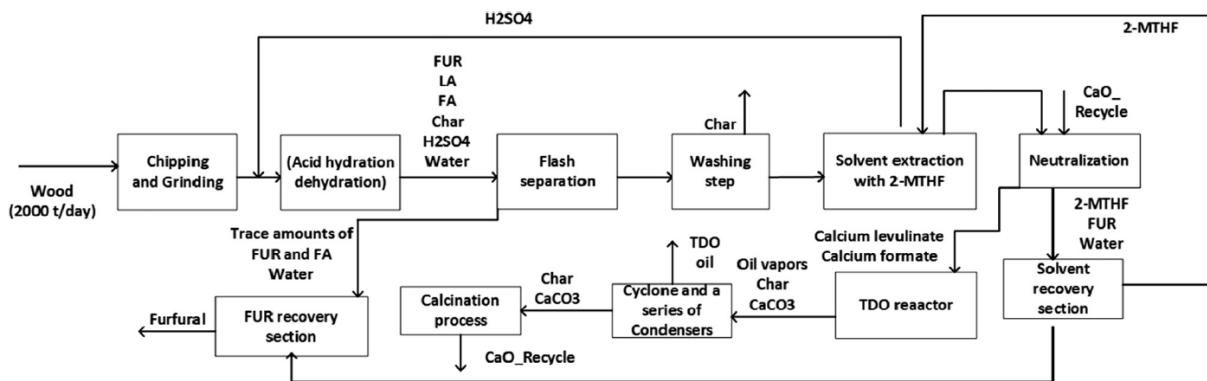 H2SO4
2-MTHF
FUR
LA
FA
Char
H2SO4
Water
Char
CaO_
Recycle
Chipping
and Grinding
(Acid hydration
dehydration)
Flash
separation
Washing
step
Solvent extraction
with 2-MTHF
Neutralization
Wood
(2000 t/day)
Trace amounts of
FUR and FA
Water
TDO
oil
Calcium levulinate
Calcium formate
2-MTHF
FUR
Water
Char
CaCO3
Oil vapors
Char
CaCO3
Furfural
FUR recovery
section
Calcination
process
Cyclone and a
series of
Condensers
TDO reaactor
Solvent
recovery
section
CaO_Recycle